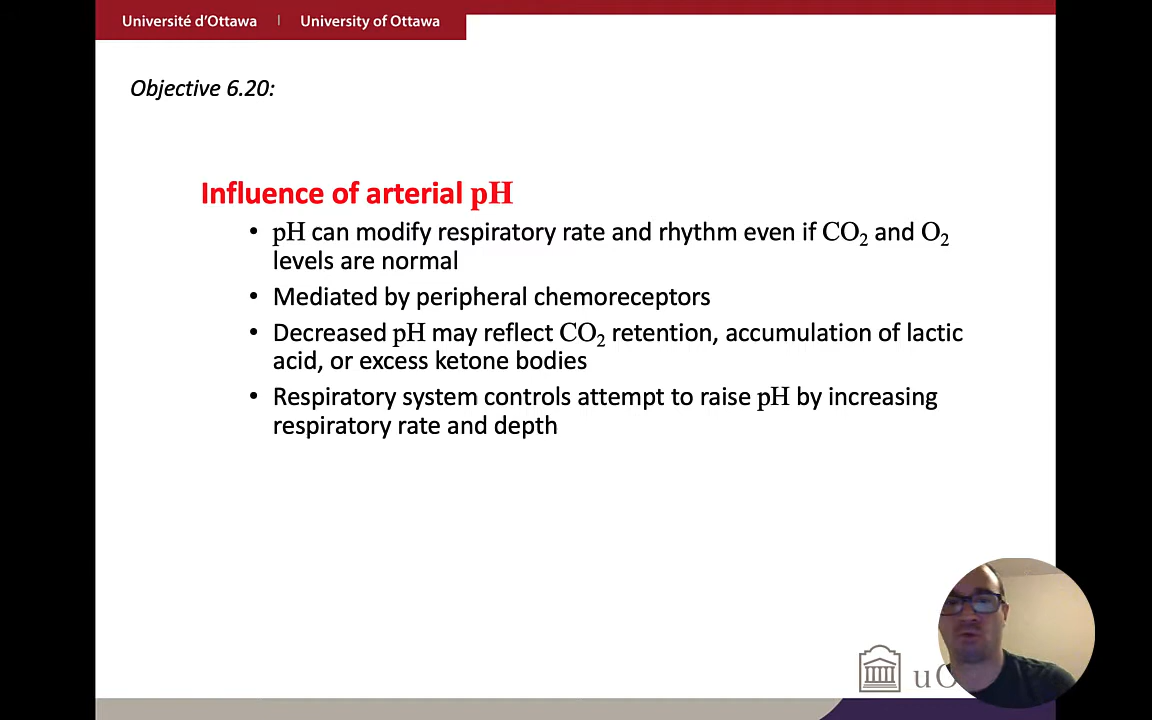 Université d'Ottawa | University of Ottawa
Objective 6.20:
Influence of arterial pH
• pH can modify respiratory rate and rhythm even if CO₂ and O₂
levels are normal
• Mediated by peripheral chemoreceptors
• Decreased pH may reflect CO₂ retention, accumulation of lactic
acid, or excess ketone bodies
• Respiratory system controls attempt to raise pH by increasing
respiratory rate and depth